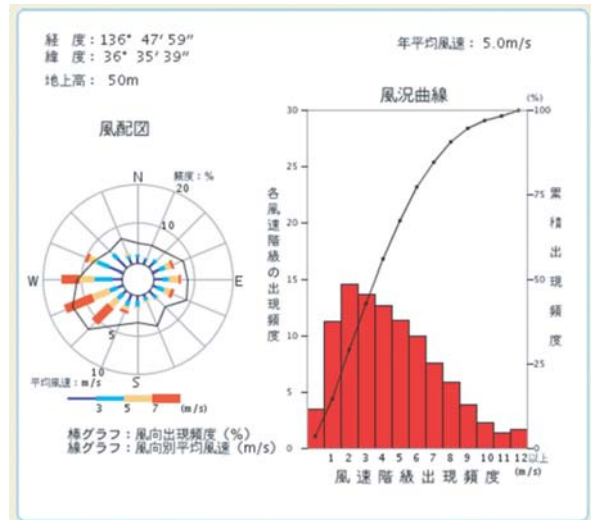 経　度：136° 47′ 59″
緯　度：36° 35′ 39″
地上高：50m
年平均風速：5.0m/s
風配図
頻度：%
N
20
10
W
E
5
10
S
平均風速：m/s
3 5 7 (m/s)
棒グラフ：風向出現頻度（%）
線グラフ：風向別平均風速（m/s）
風況曲線
(%)
30
25
20
15
10
5
0
100
75
50
25
0
各風速階級の出現頻度
累積出現頻度
1 2 3 4 5 6 7 8 9 10 11 12以上
(m/s)
風速階級出現頻度